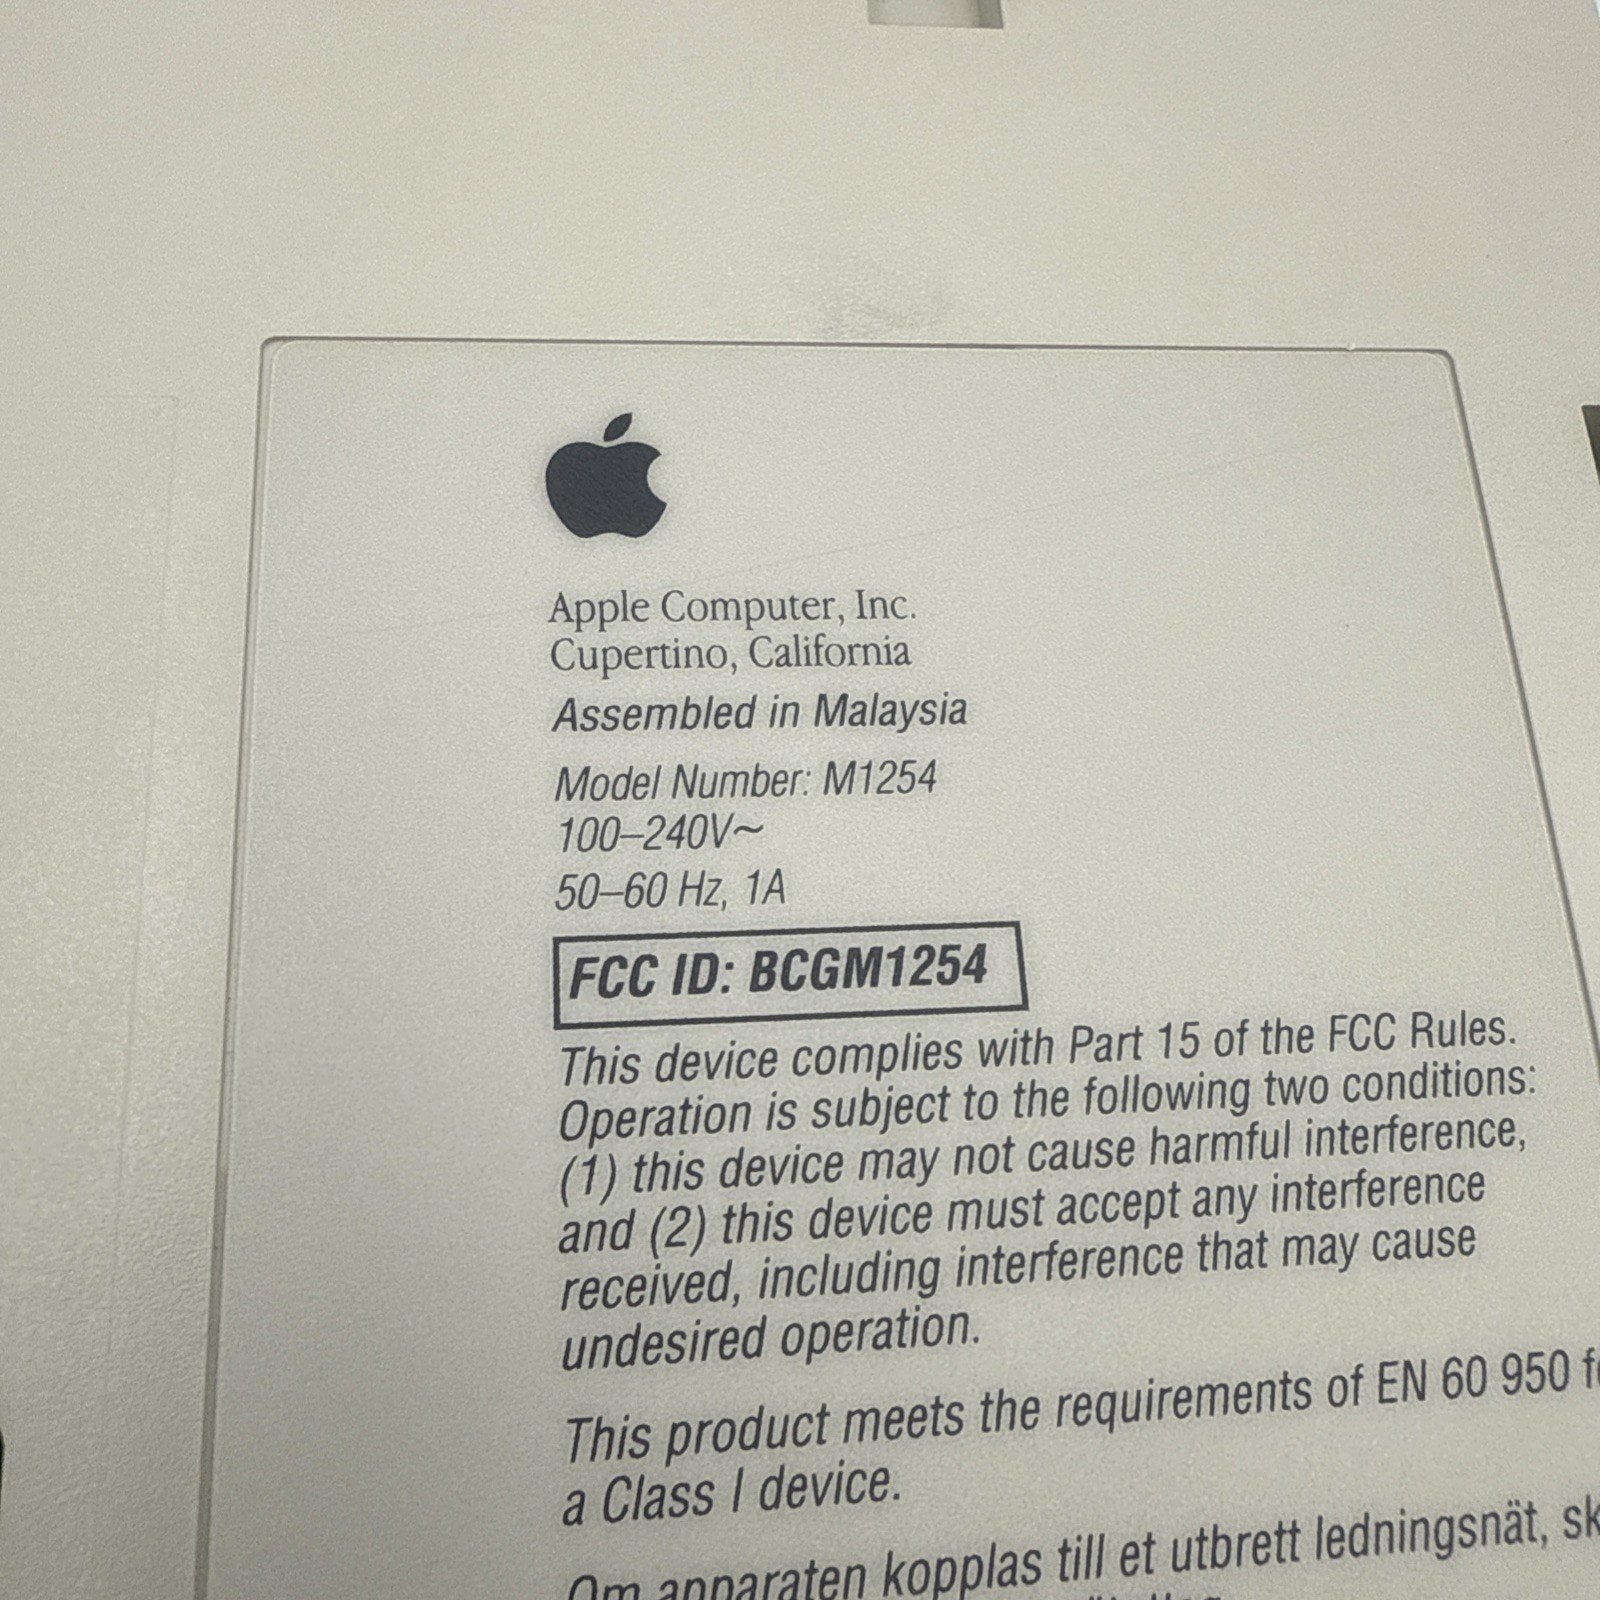 Apple Computer, Inc.
Cupertino, California
Assembled in Malaysia
Model Number: M1254
100–240V~
50–60 Hz, 1A
FCC ID: BCGM1254
This device complies with Part 15 of the FCC Rules.
Operation is subject to the following two conditions:
(1) this device may not cause harmful interference,
and (2) this device must accept any interference
received, including interference that may cause
undesired operation.
This product meets the requirements of EN 60 950
a Class I device.
Om apparaten kopplas till et utbrett ledningsnät,